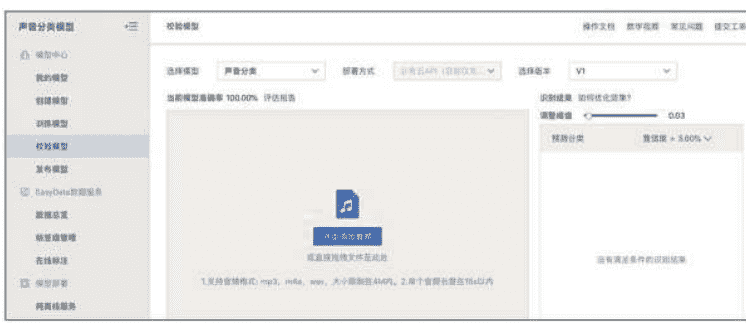 声音分类模型
模型中心
我的模型
创建模型
训练模型
校验模型
发布模型
EasyData数据服务
数据总览
标签组管理
在线标注
模型部署
纯离线服务
校验模型
操作文档 教学视频 常见问题 提交工单
选择模型 声音分类 部署方式 选择版本 V1
当前模型准确率 100.00% 评估报告
点击添加音频
或直接拖拽文件至此处
1.支持音频格式: mp3, m4a, wav, 大小限制在4M内。2.单个音频长度在15s以内
识别结果 如何优化效果?
调整阈值 0.03
预测分类 置信度 > 3.00%
没有满足条件的识别结果